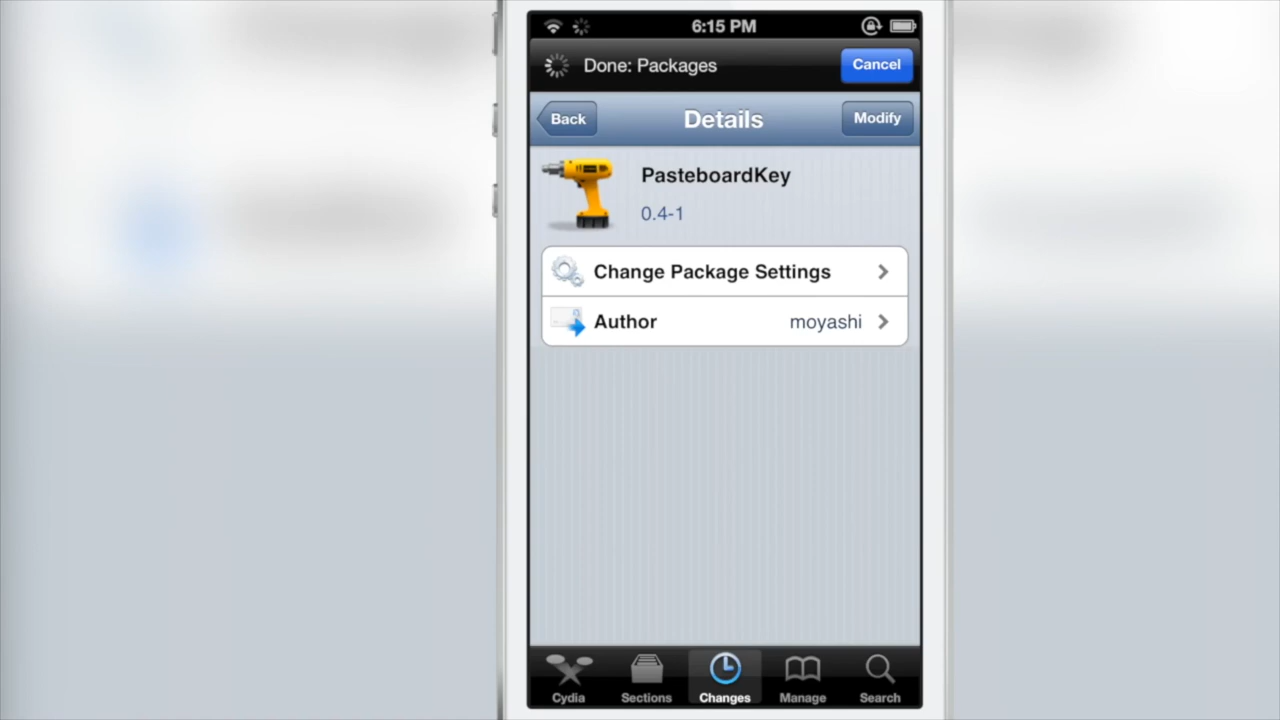 6:15 PM
Done: Packages
Cancel
Back
Details
Modify
PasteboardKey
0.4-1
Change Package Settings
Author moyashi
Cydia
Sections
Changes
Manage
Search